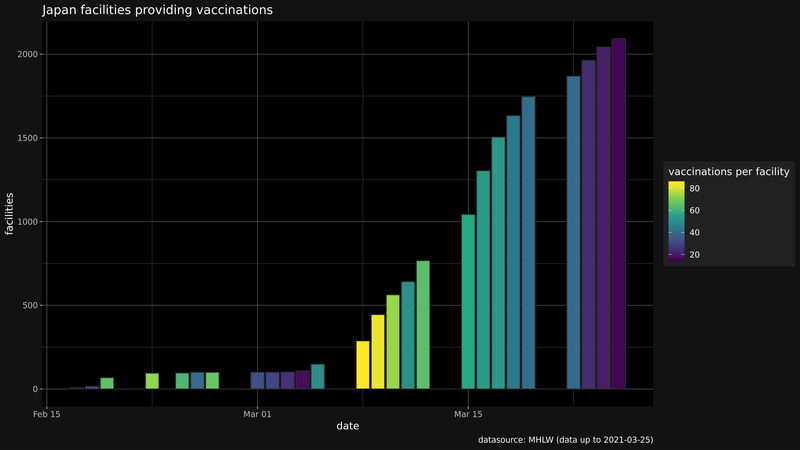 Japan facilities providing vaccinations
2000
1500
1000
500
0
facilities
Feb 15
Mar 01
Mar 15
date
vaccinations per facility
80
60
40
20
datasource: MHLW (data up to 2021-03-25)